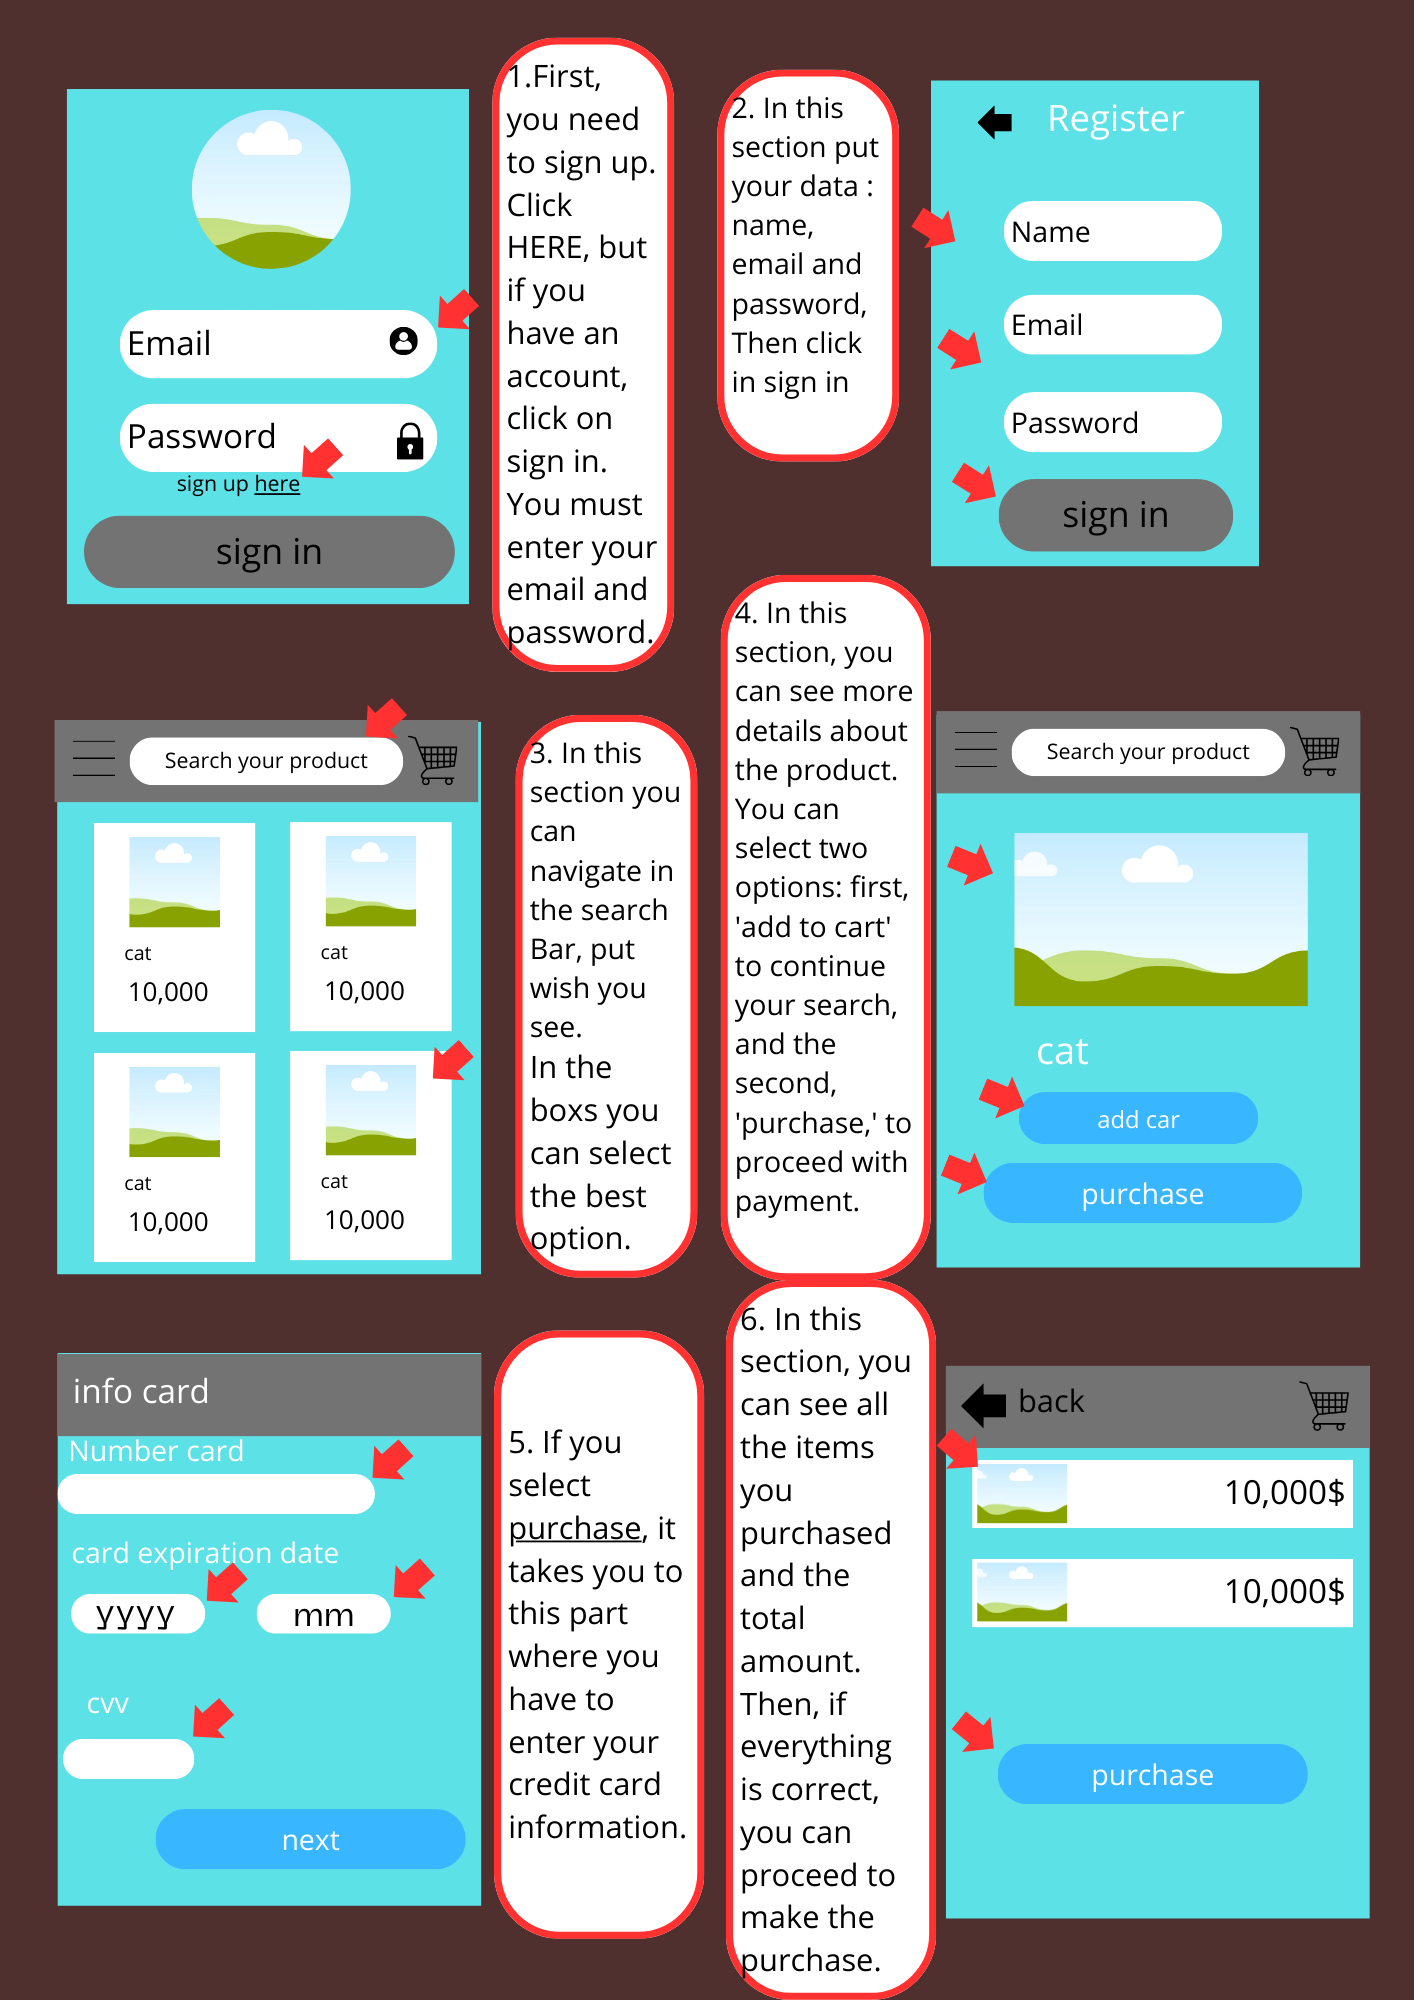 Email
Password
sign up here
sign in
1.First,
you need
to sign up.
Click
HERE, but
if you
have an
account,
click on
sign in.
You must
enter your
email and
password.
2. In this
section put
your data :
name,
email and
password,
Then click
in sign in
Register
Name
Email
Password
sign in
Search your product
cat
10,000
cat
10,000
cat
10,000
cat
10,000
3. In this
section you
can
navigate in
the search
Bar, put
wish you
see.
In the
boxs you
can select
the best
option.
4. In this
section, you
can see more
details about
the product.
You can
select two
options: first,
'add to cart'
to continue
your search,
and the
second,
'purchase,' to
proceed with
payment.
Search your product
cat
add car
purchase
info card
Number card
card expiration date
yyyy
mm
cvv
next
5. If you
select
purchase, it
takes you to
this part
where you
have to
enter your
credit card
information.
6. In this
section, you
can see all
the items
you
purchased
and the
total
amount.
Then, if
everything
is correct,
you can
proceed to
make the
purchase.
back
10,000$
10,000$
purchase